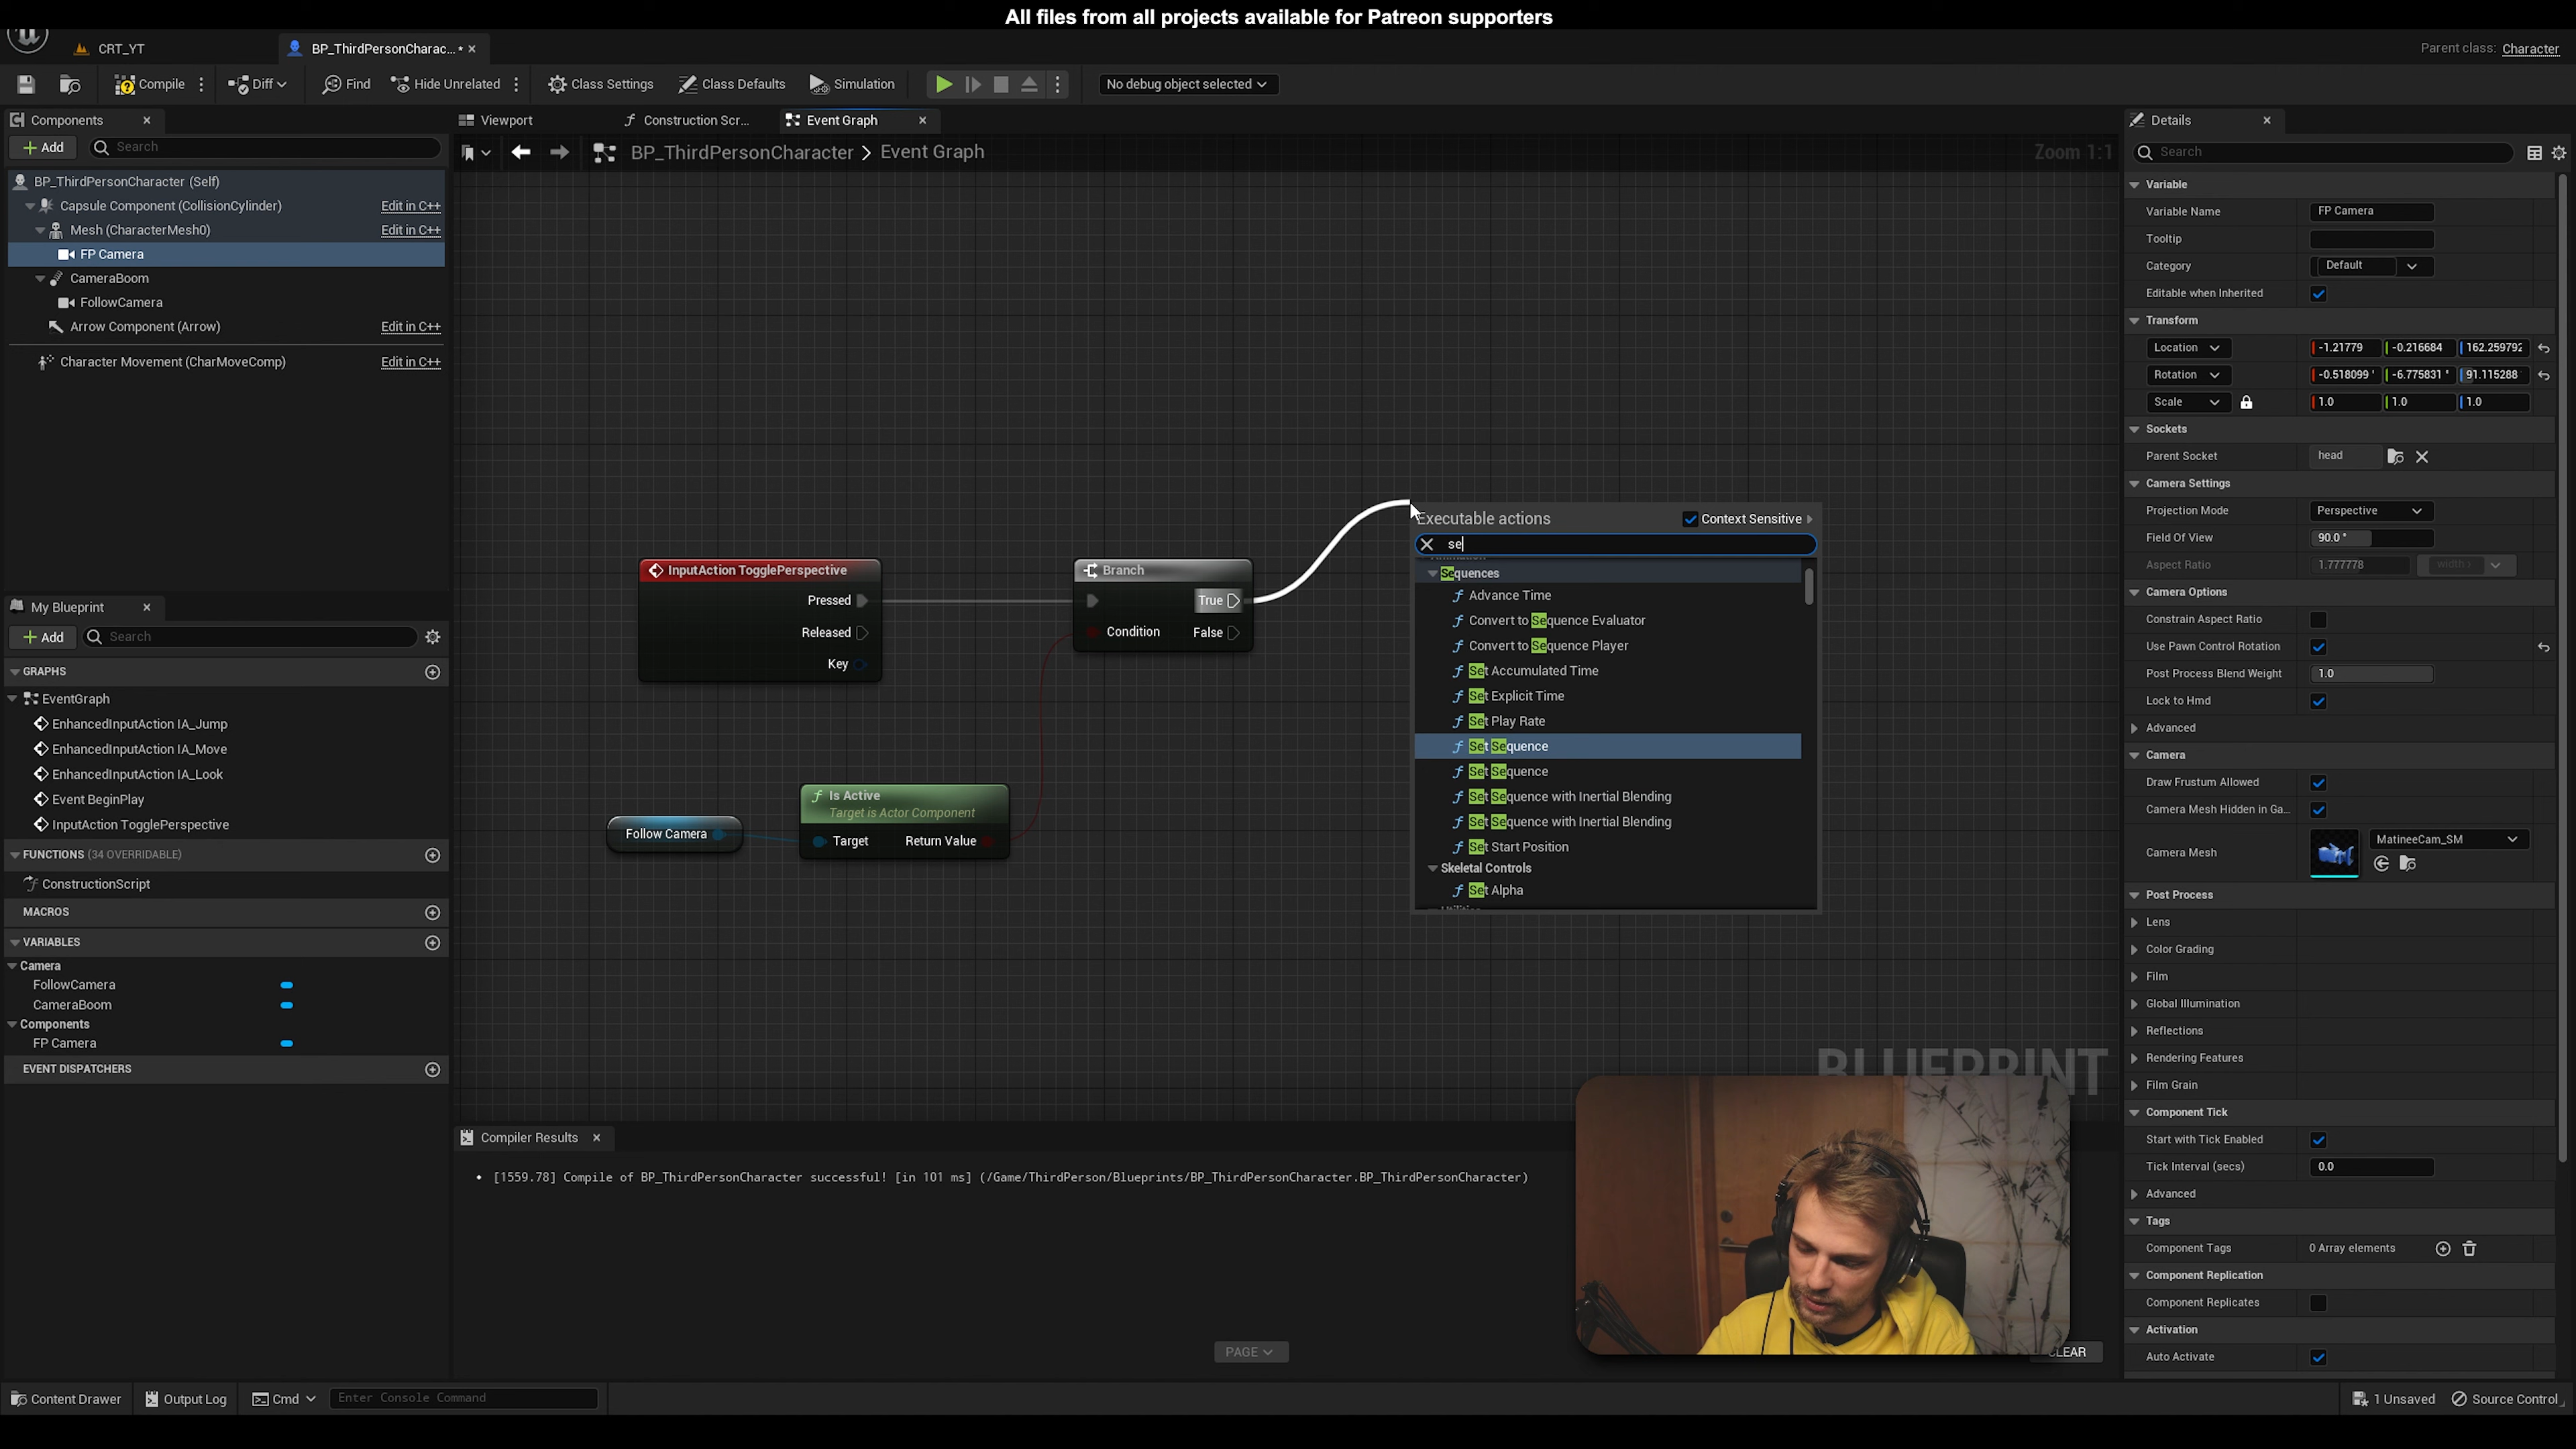 All files from all projects available for Patreon supporters
CRT_YT
BP_ThirdPersonCharac... •
Parent class: Character
Compile
Diff
Find
Hide Unrelated
Class Settings
Class Defaults
Simulation
No debug object selected
Components
Add
Search
BP_ThirdPersonCharacter (Self)
Capsule Component (CollisionCylinder) Edit in C++
Mesh (CharacterMesh0) Edit in C++
FP Camera
CameraBoom
FollowCamera
Arrow Component (Arrow) Edit in C++
Character Movement (CharMoveComp) Edit in C++
My Blueprint
Add
Search
GRAPHS
EventGraph
EnhancedInputAction IA_Jump
EnhancedInputAction IA_Move
EnhancedInputAction IA_Look
Event BeginPlay
InputAction TogglePerspective
FUNCTIONS (34 OVERRIDABLE)
ConstructionScript
MACROS
VARIABLES
Camera
FollowCamera
CameraBoom
Components
FP Camera
EVENT DISPATCHERS
Viewport
Construction Scr...
Event Graph
BP_ThirdPersonCharacter > Event Graph
Zoom 1:1
InputAction TogglePerspective
Pressed
Released
Key
Branch
True
Condition False
Follow Camera
Is Active
Target is Actor Component
Target Return Value
Executable actions
Context Sensitive
se
Sequences
Advance Time
Convert to Sequence Evaluator
Convert to Sequence Player
Set Accumulated Time
Set Explicit Time
Set Play Rate
Set Sequence
Set Sequence
Set Sequence with Inertial Blending
Set Sequence with Inertial Blending
Set Start Position
Skeletal Controls
Set Alpha
BLUEPRINT
Compiler Results
• [1559.78] Compile of BP_ThirdPersonCharacter successful! [in 101 ms] (/Game/ThirdPerson/Blueprints/BP_ThirdPersonCharacter.BP_ThirdPersonCharacter)
PAGE
CLEAR
Details
Search
Variable
Variable Name FP Camera
Tooltip
Category Default
Editable when Inherited
Transform
Location -1.21779 -0.216684 162.259792
Rotation -0.518099 ° -6.775831 ° 91.115288
Scale 1.0 1.0 1.0
Sockets
Parent Socket head
Camera Settings
Projection Mode Perspective
Field Of View 90.0 °
Aspect Ratio 1.777778
Camera Options
Constrain Aspect Ratio
Use Pawn Control Rotation
Post Process Blend Weight 1.0
Lock to Hmd
Advanced
Camera
Draw Frustum Allowed
Camera Mesh Hidden in Ga...
Camera Mesh MatineeCam_SM
Post Process
Lens
Color Grading
Film
Global Illumination
Reflections
Rendering Features
Film Grain
Component Tick
Start with Tick Enabled
Tick Interval (secs) 0.0
Advanced
Tags
Component Tags 0 Array elements
Component Replication
Component Replicates
Activation
Auto Activate
Content Drawer
Output Log
Cmd
Enter Console Command
1 Unsaved
Source Control